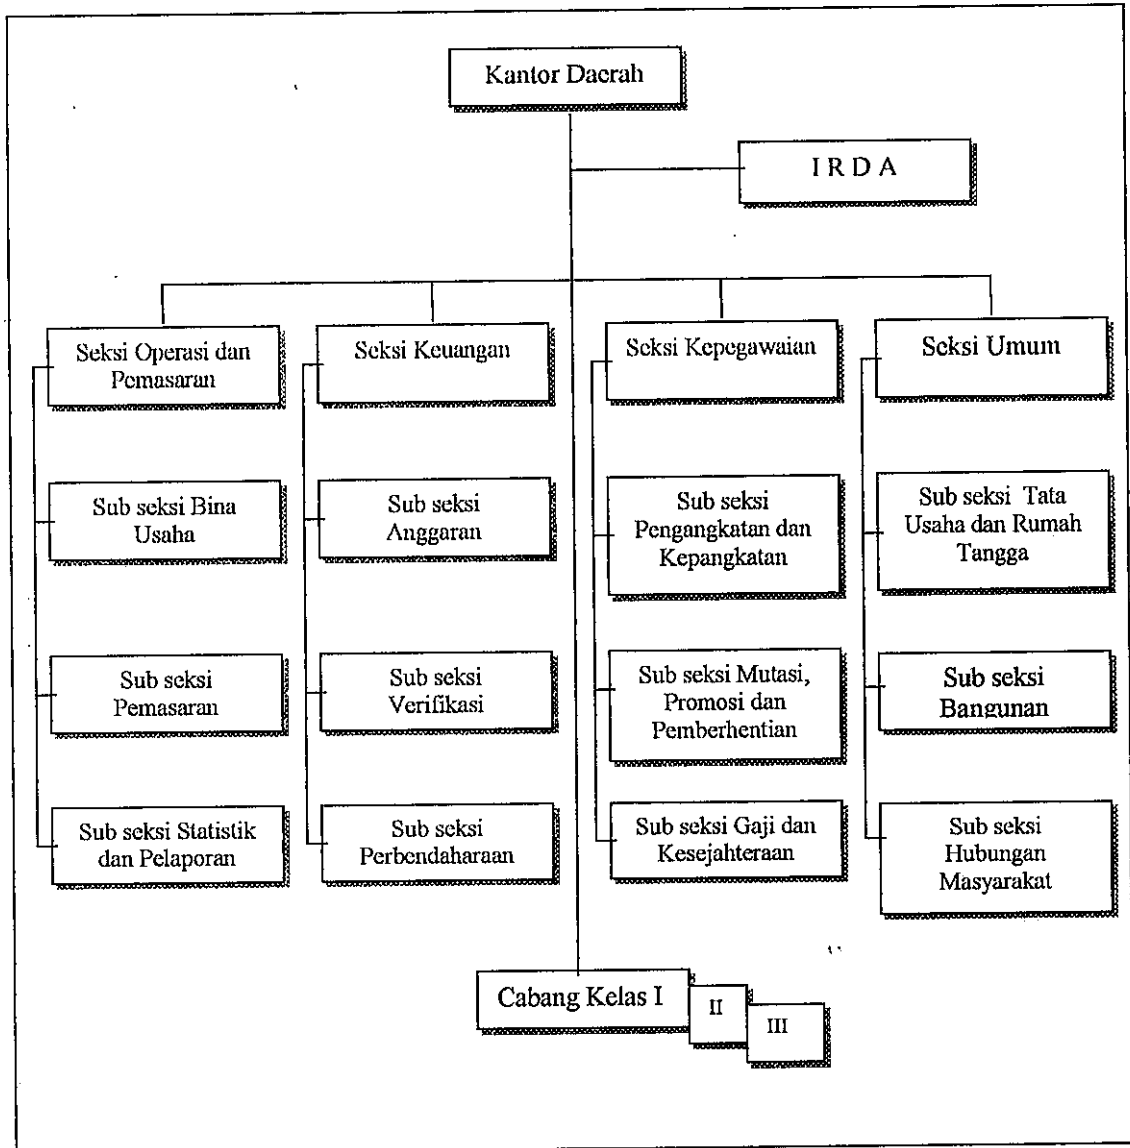 Kantor Daerah
I R D A
Seksi Operasi dan
Pemasaran
Seksi Keuangan
Seksi Kepegawaian
Seksi Umum
Sub seksi Bina
Usaha
Sub seksi
Anggaran
Sub seksi
Pengangkatan dan
Kepangkatan
Sub seksi Tata
Usaha dan Rumah
Tangga
Sub seksi
Pemasaran
Sub seksi
Verifikasi
Sub seksi Mutasi,
Promosi dan
Pemberhentian
Sub seksi
Bangunan
Sub seksi Statistik
dan Pelaporan
Sub seksi
Perbendaharaan
Sub seksi Gaji dan
Kesejahteraan
Sub seksi
Hubungan
Masyarakat
Cabang Kelas I
II
III